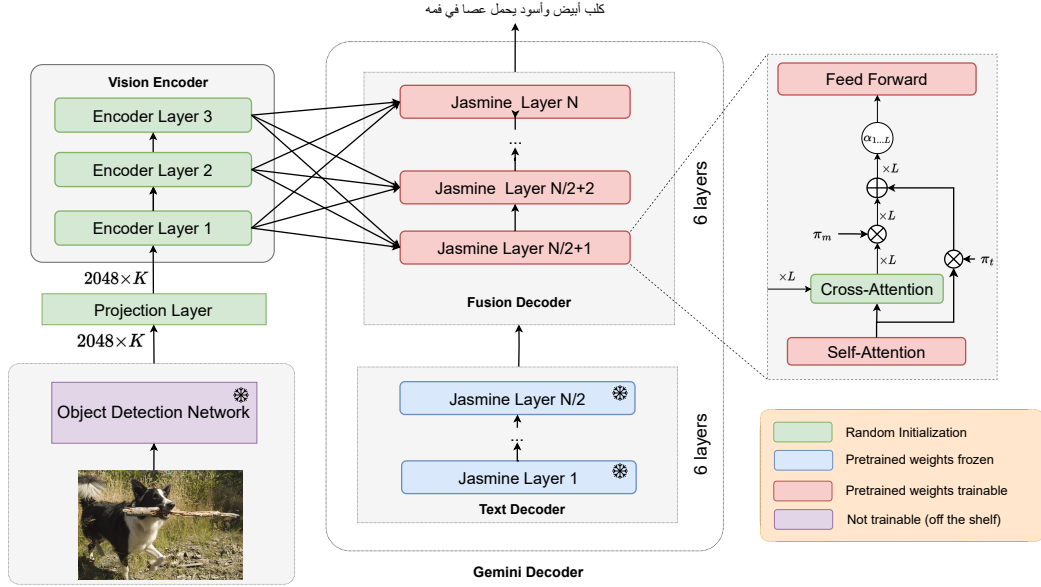 كلب أبيض وأسود يحمل عصا في فمه
Vision Encoder
Encoder Layer 3
Encoder Layer 2
Encoder Layer 1
2048×K
Projection Layer
2048×K
Object Detection Network
Jasmine Layer N
...
Jasmine Layer N/2+2
Jasmine Layer N/2+1
Fusion Decoder
6 layers
Jasmine Layer N/2
...
Jasmine Layer 1
Text Decoder
6 layers
Gemini Decoder
Feed Forward
α1...L
×L
×L
πm
×L
πt
×L
Cross-Attention
Self-Attention
Random Initialization
Pretrained weights frozen
Pretrained weights trainable
Not trainable (off the shelf)